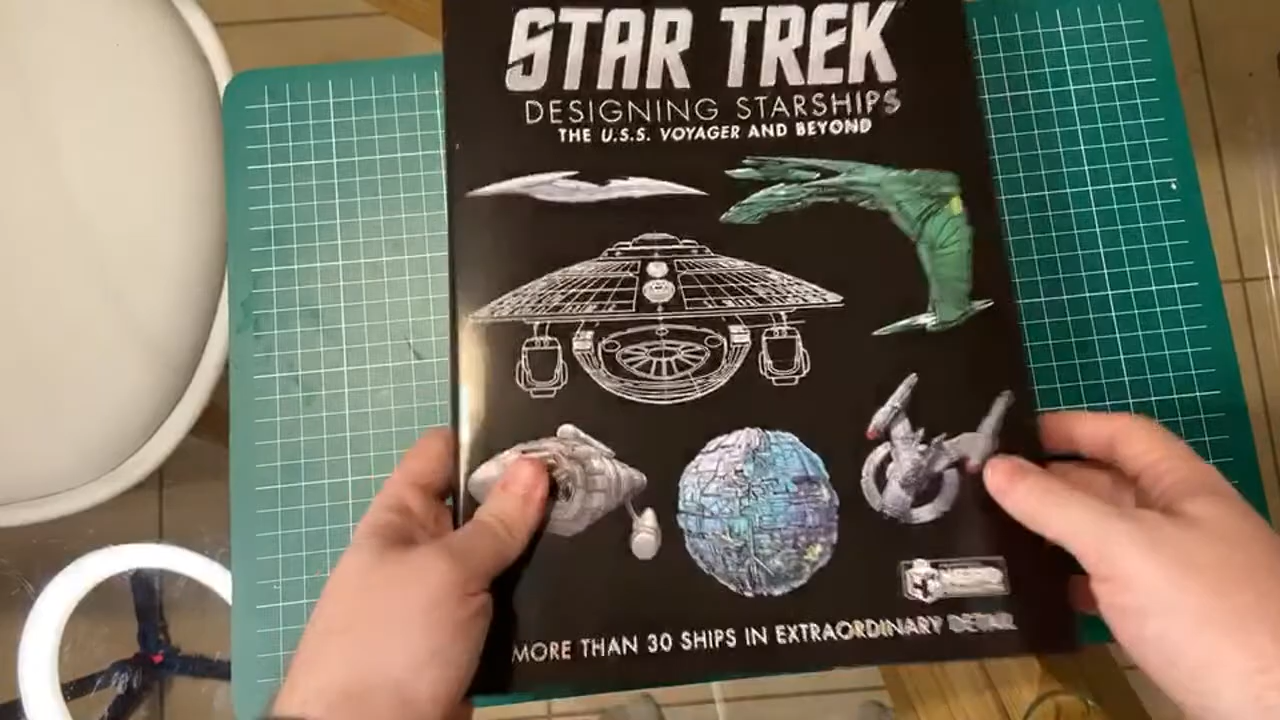 STAR TREK
DESIGNING STARSHIPS
THE U.S.S. VOYAGER AND BEYOND
MORE THAN 30 SHIPS IN EXTRAORDINARY DETAIL